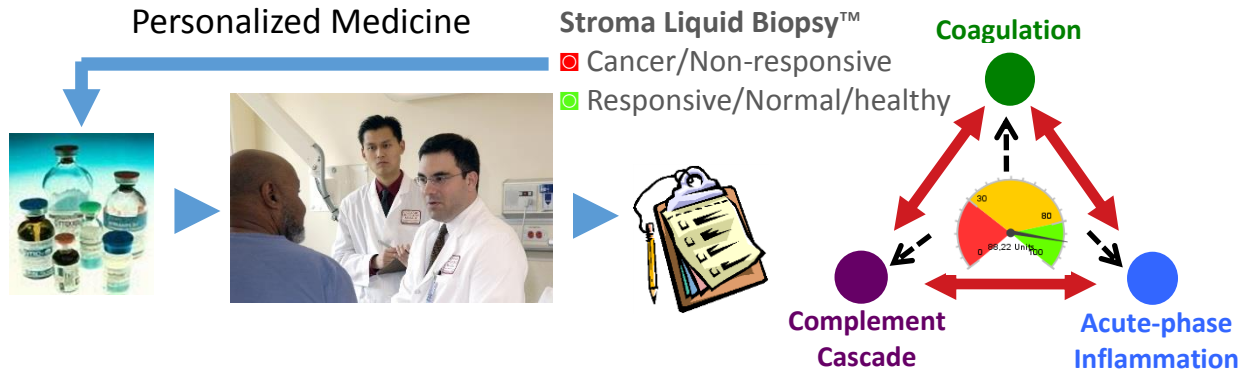 Personalized Medicine
Stroma Liquid Biopsy™
Cancer/Non-responsive
Responsive/Normal/healthy
Coagulation
30
80
0
100
Complement
Cascade
Acute-phase
Inflammation